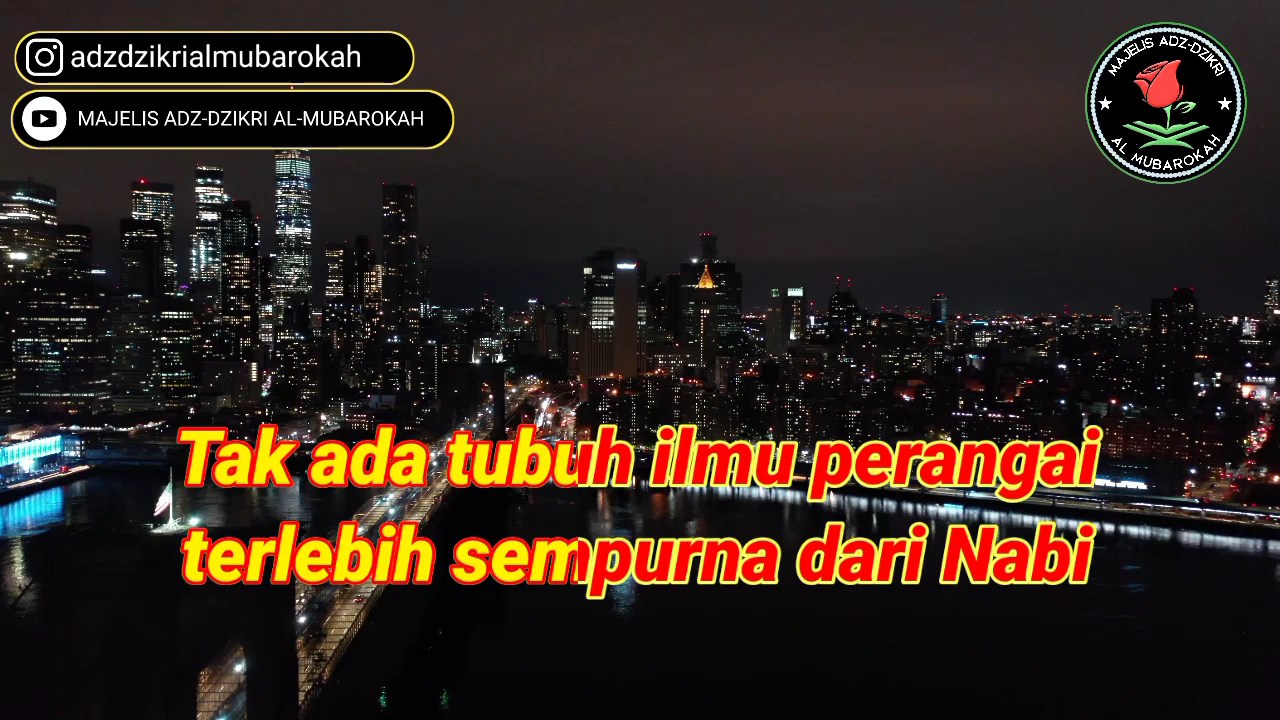 adzdzikrialmubarokah
MAJELIS ADZ-DZIKRI AL-MUBAROKAH
MAJELIS ADZ-DZIKRI
AL MUBAROKAH
Tak ada tubuh ilmu perangai
terlebih sempurna dari Nabi